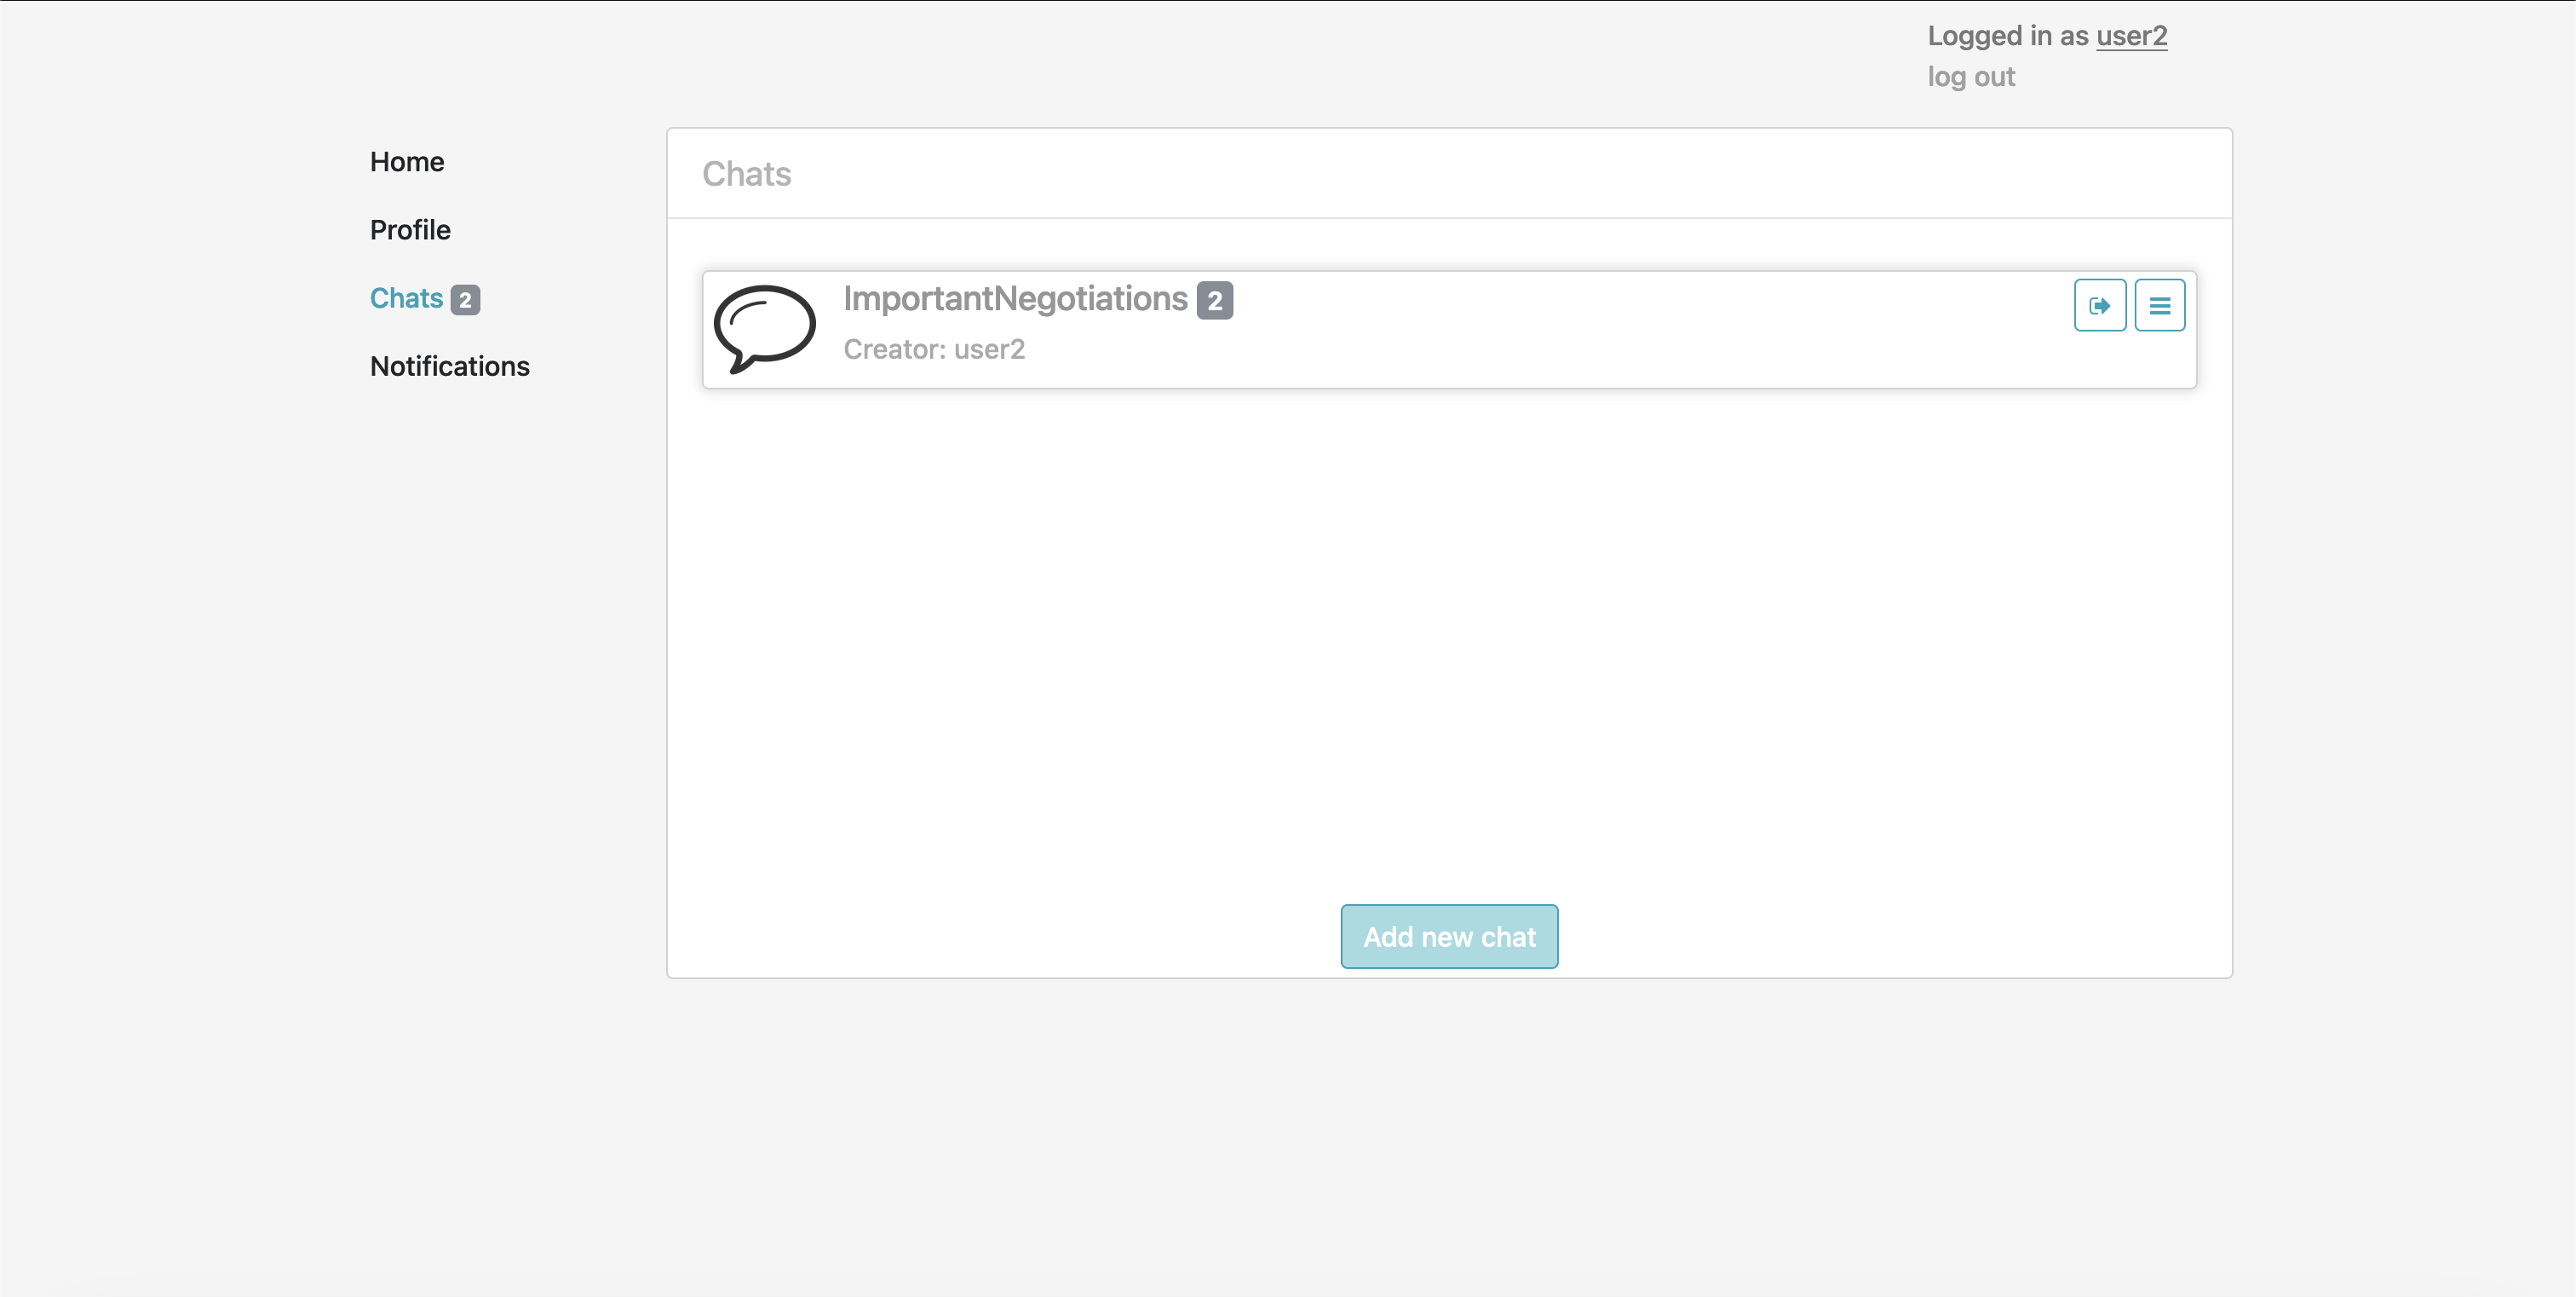 Logged in as user2
log out
Home
Profile
Chats 2
Notifications
Chats
ImportantNegotiations 2
Creator: user2
Add new chat